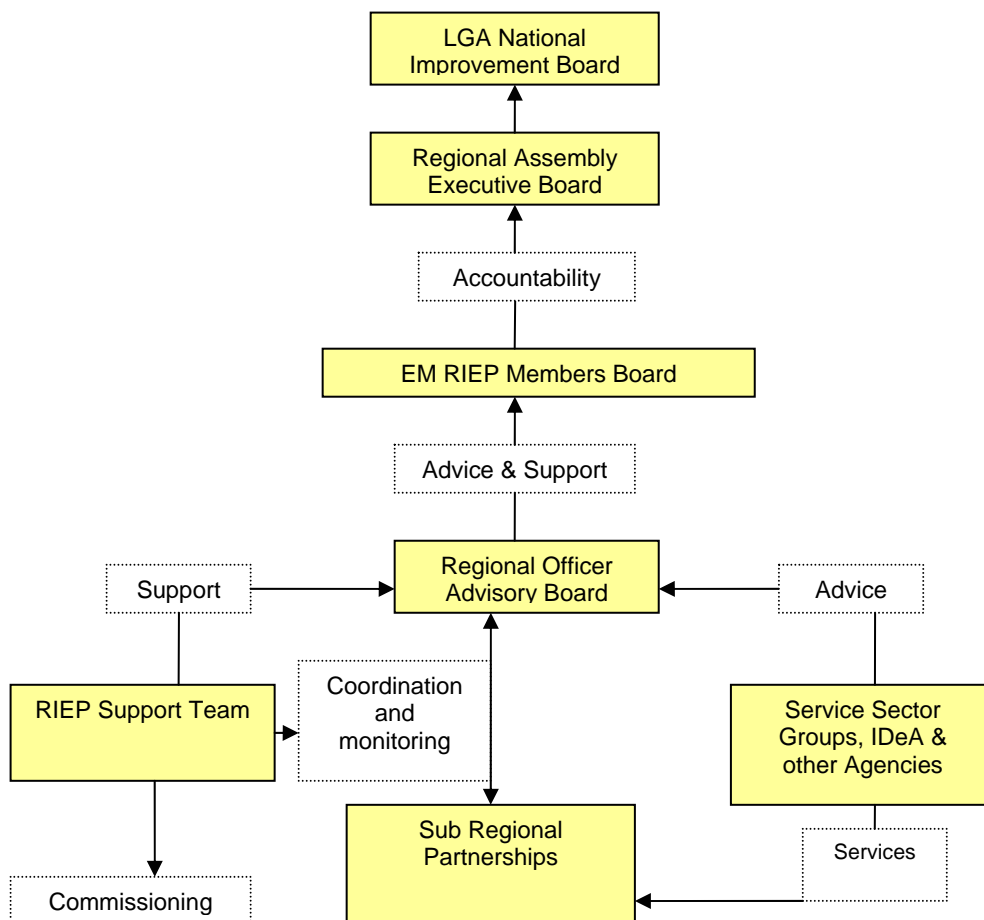 LGA National
Improvement Board
Regional Assembly
Executive Board
Accountability
EM RIEP Members Board
Advice & Support
Regional Officer
Advisory Board
Support
Advice
Coordination
and
monitoring
RIEP Support Team
Service Sector
Groups, IDeA &
other Agencies
Sub Regional
Partnerships
Services
Commissioning